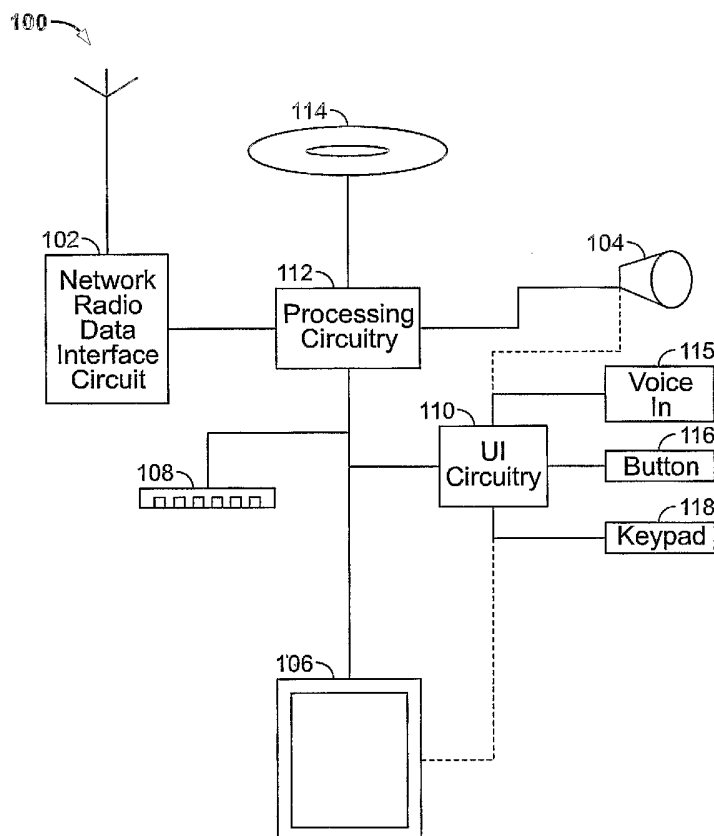 100
114
102
Network
Radio
Data
Interface
Circuit
112
Processing
Circuitry
104
115
Voice
In
110
UI
Circuitry
116
Button
108
118
Keypad
106